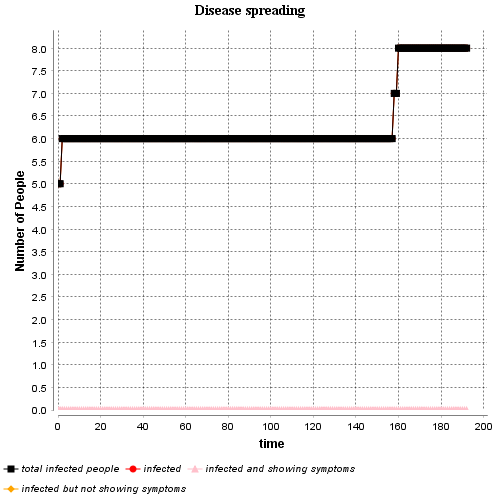 Disease spreading
Number of People
8.0
7.5
7.0
6.5
6.0
5.5
5.0
4.5
4.0
3.5
3.0
2.5
2.0
1.5
1.0
0.5
0.0
0 20 40 60 80 100 120 140 160 180 200
time
total infected people infected infected and showing symptoms
infected but not showing symptoms